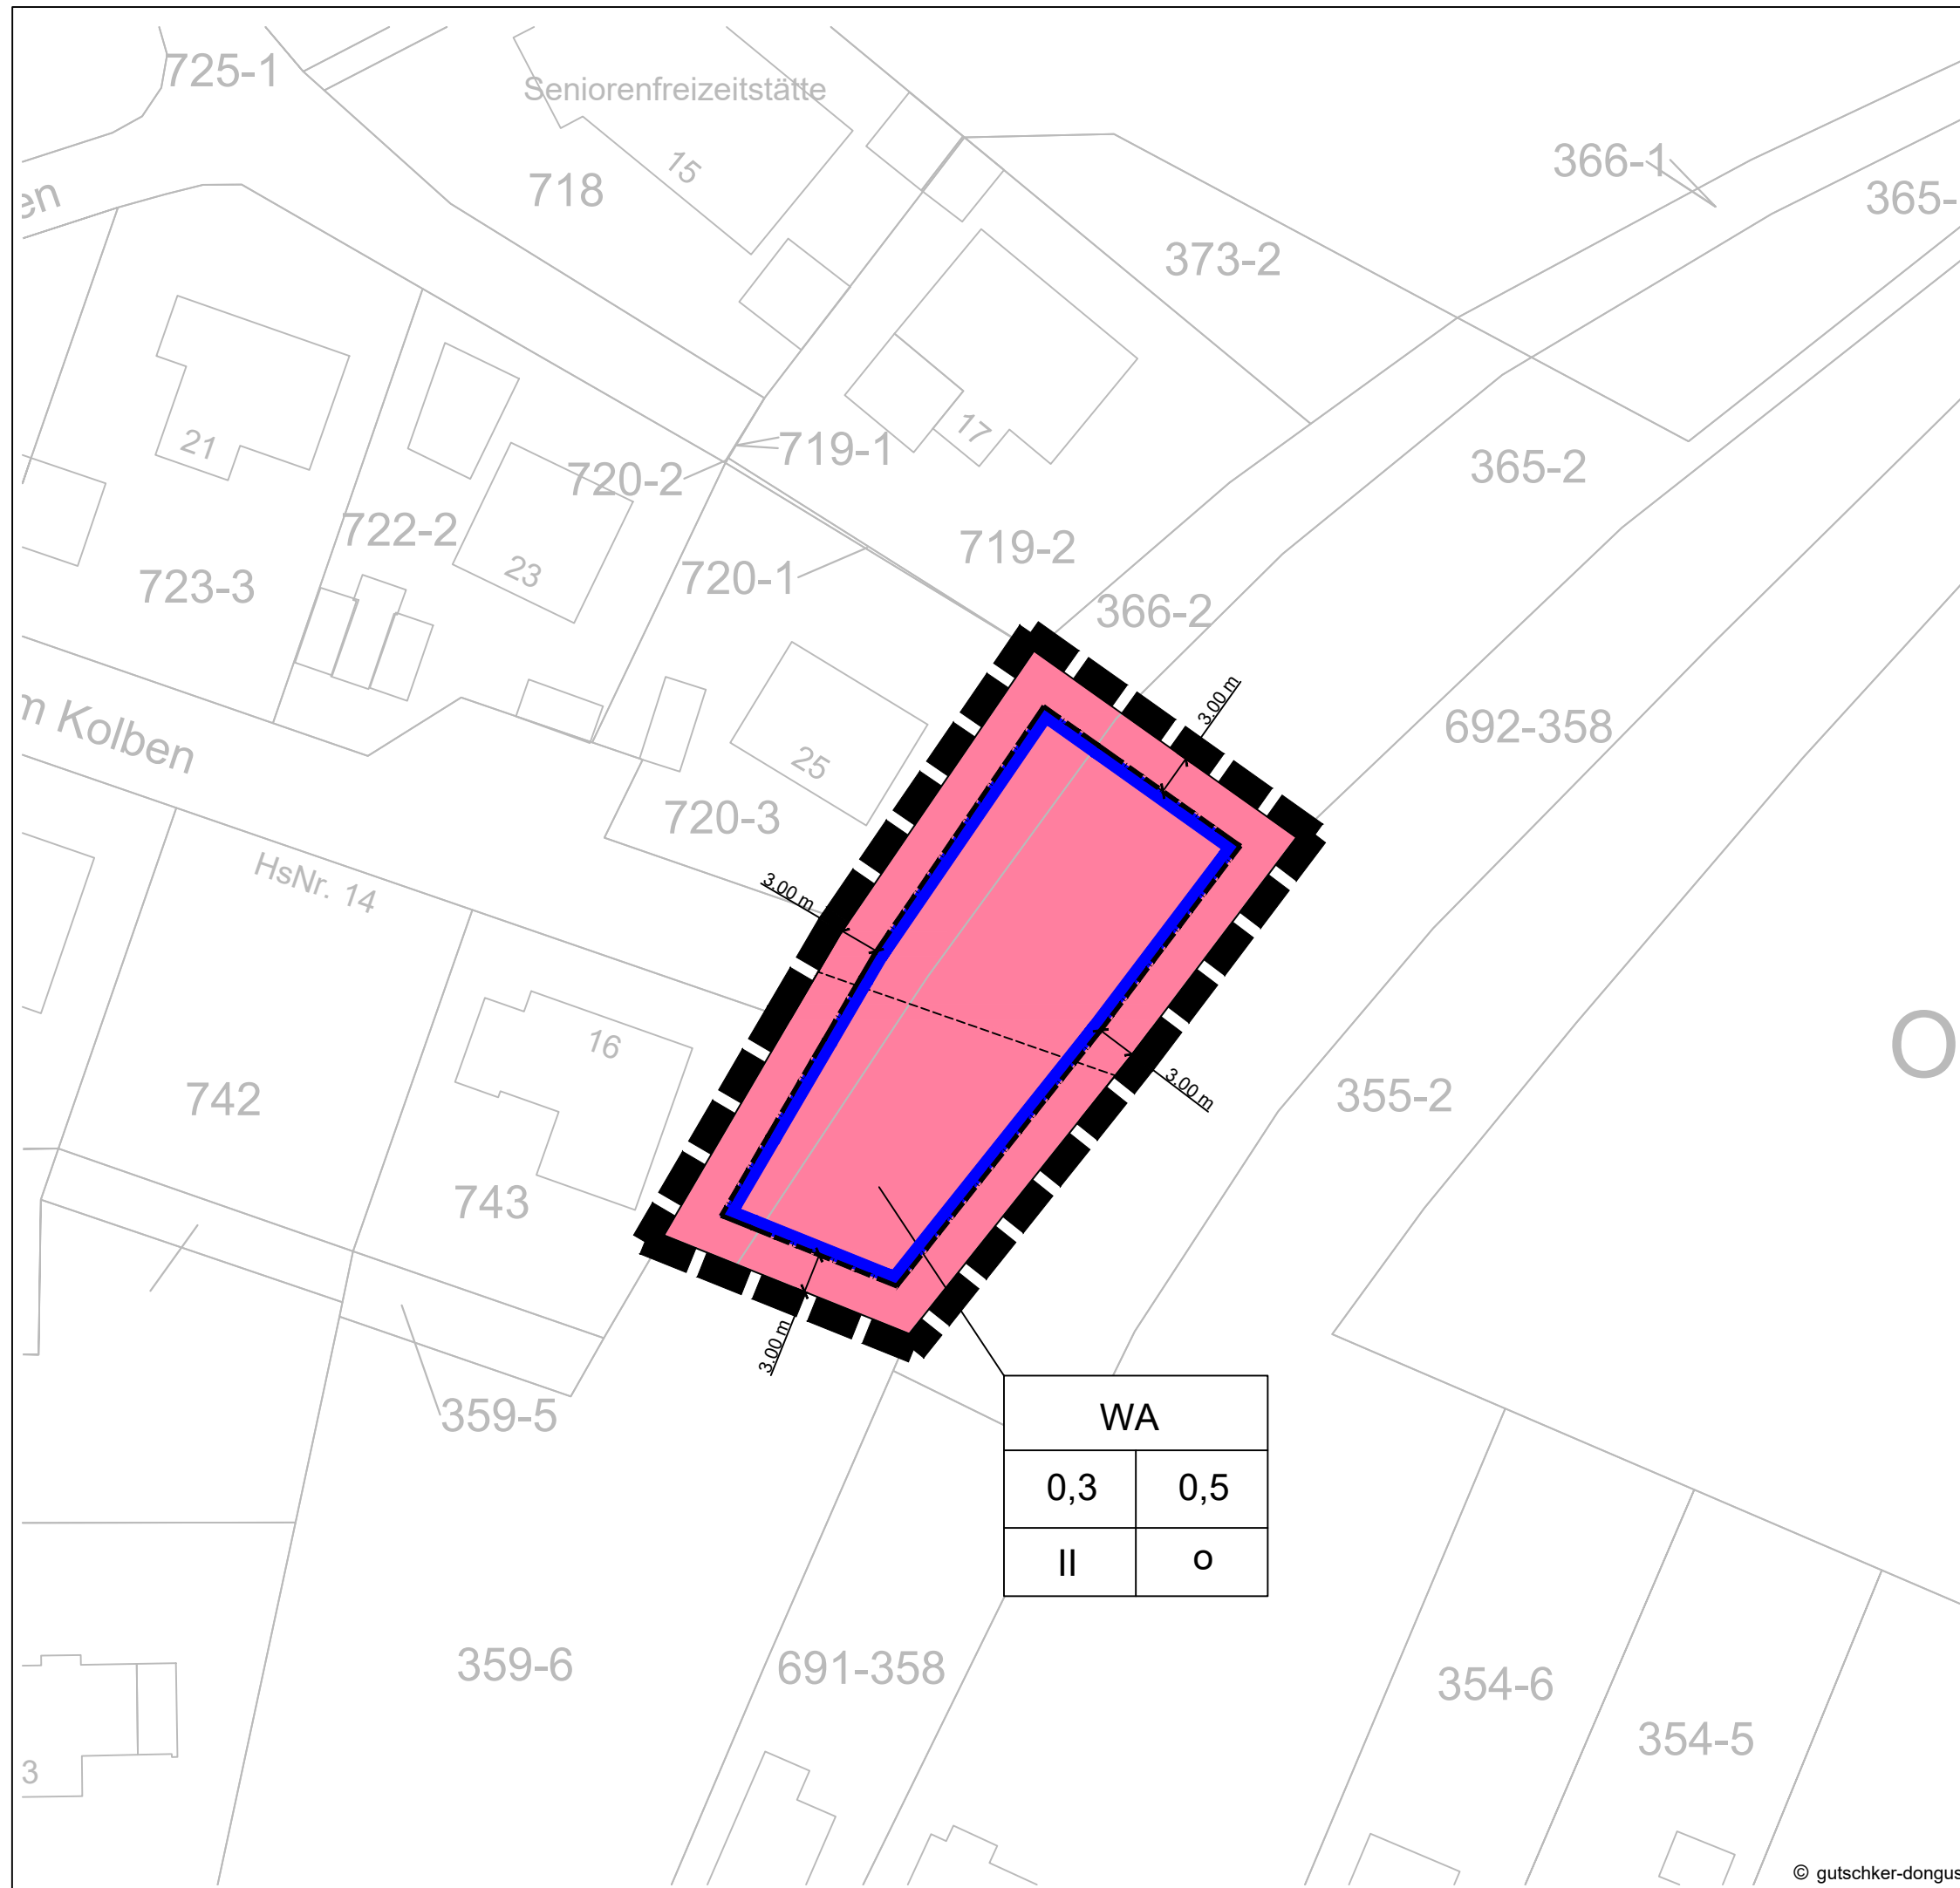 725-1
Seniorenfreizeitstätte
15
718
366-1
365-
en
373-2
21
17
719-1
720-2
365-2
722-2
719-2
23
720-1
723-3
366-2
3,00 m
n Kolben
692-358
25
720-3
HsNr. 14
3,00 m
O
16
742
355-2
3,00 m
743
3,00 m
359-5
WA
0,3 0,5
II o
359-6
691-358
354-6
354-5
3
© gutschker-dongus